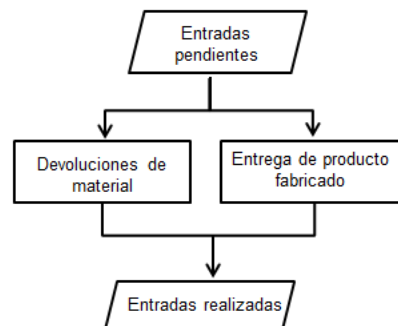 Entradas
pendientes
Devoluciones de
material
Entrega de producto
fabricado
Entradas realizadas